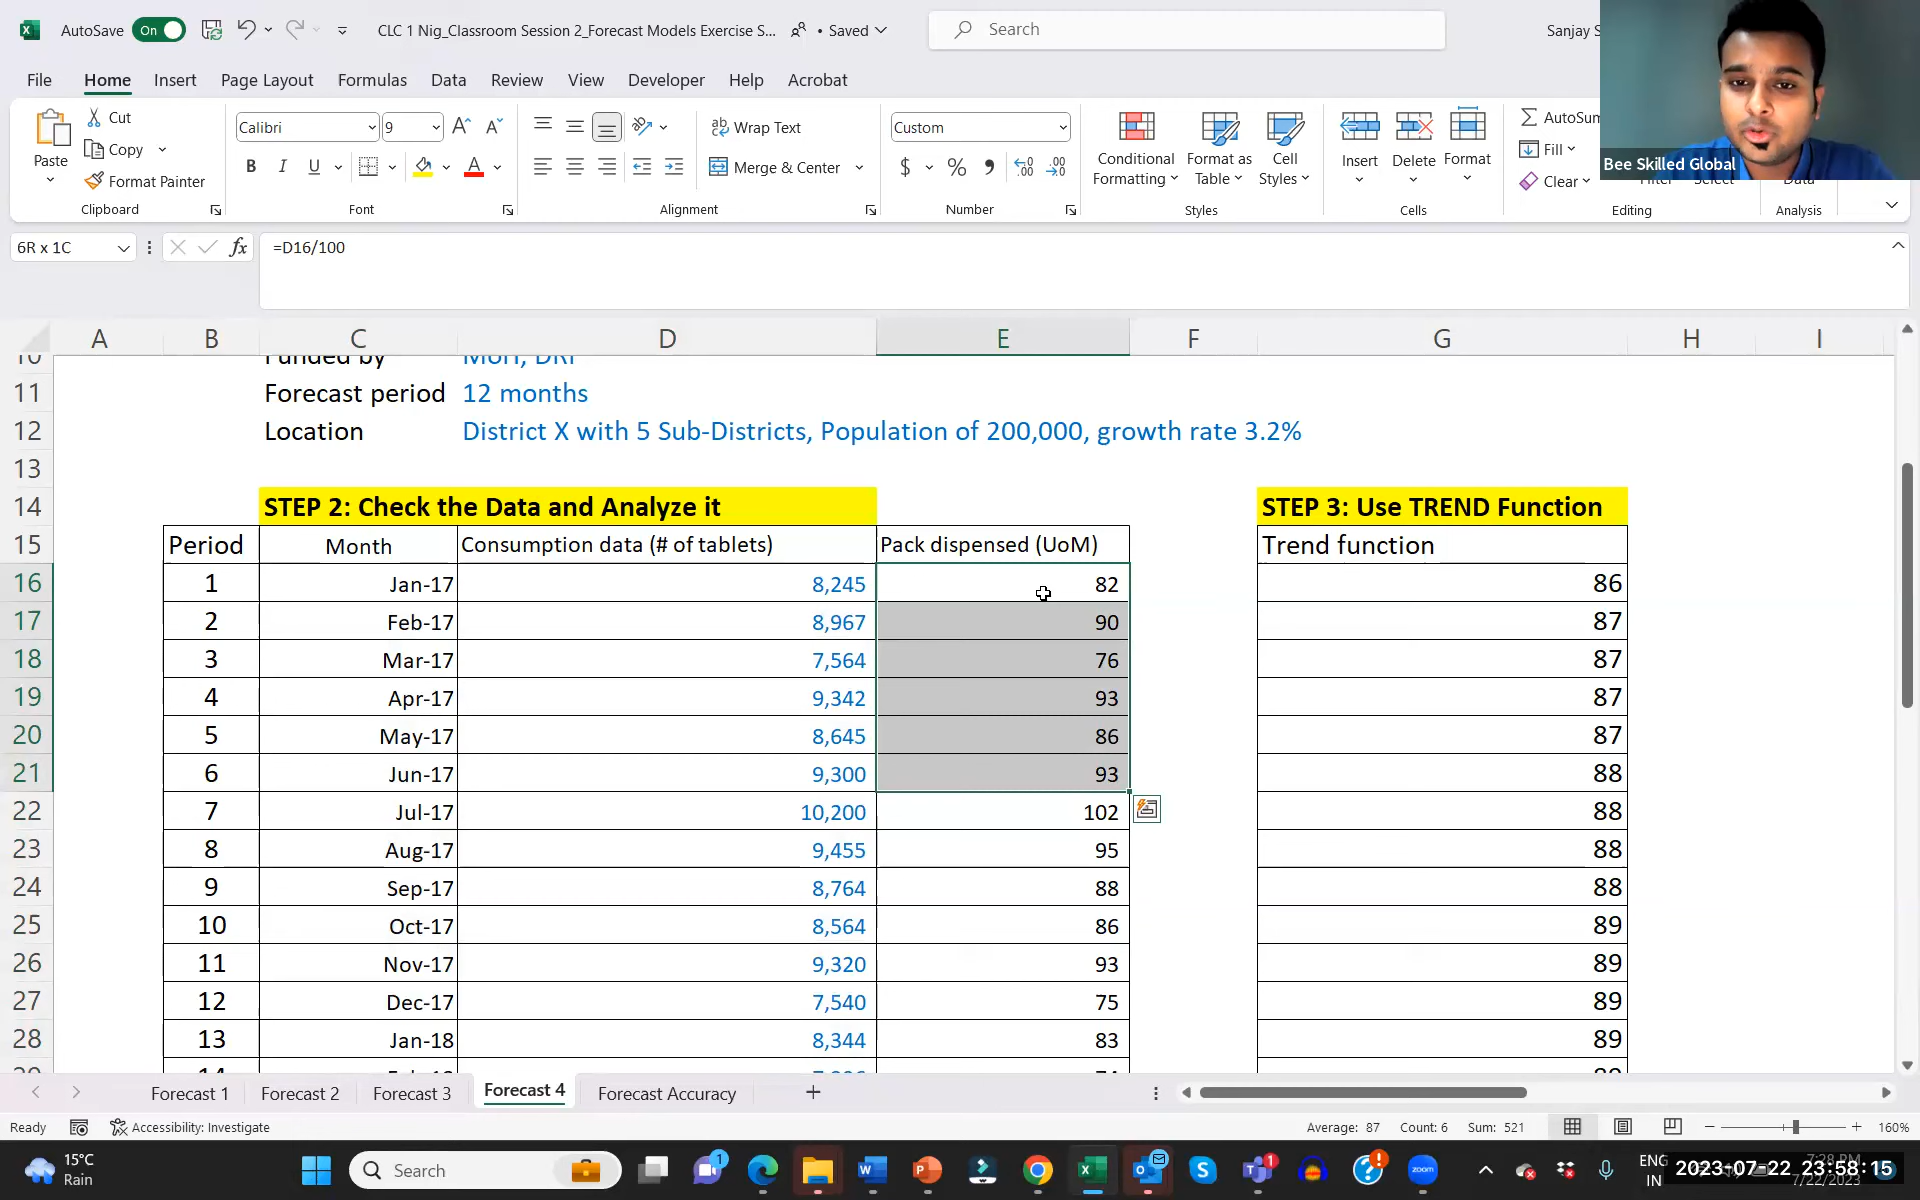 AutoSave On CLC 1 Nig_Classroom Session 2_Forecast Models Exercise S... • Saved Search Sanjay S
File Home Insert Page Layout Formulas Data Review View Developer Help Acrobat
Paste Cut Copy Format Painter
Calibri 9
B I U
Wrap Text
Merge & Center
Custom
$ %
Conditional Formatting Format as Table Cell Styles
Insert Delete Format
AutoSum
Fill
Clear
Bee Skilled Global
Clipboard Font Alignment Number Styles Cells Editing Analysis
6R x 1C fx =D16/100
A B C D E F G H I
Forecast period 12 months
11
12 Location District X with 5 Sub-Districts, Population of 200,000, growth rate 3.2%
13
14 STEP 2: Check the Data and Analyze it STEP 3: Use TREND Function
15 Period Month Consumption data (# of tablets) Pack dispensed (UoM) Trend function
16 1 Jan-17 8,245 82 86
17 2 Feb-17 8,967 90 87
18 3 Mar-17 7,564 76 87
19 4 Apr-17 9,342 93 87
20 5 May-17 8,645 86 87
21 6 Jun-17 9,300 93 88
22 7 Jul-17 10,200 102 88
23 8 Aug-17 9,455 95 88
24 9 Sep-17 8,764 88 88
25 10 Oct-17 8,564 86 89
26 11 Nov-17 9,320 93 89
27 12 Dec-17 7,540 75 89
28 13 Jan-18 8,344 83 89
Forecast 1 Forecast 2 Forecast 3 Forecast 4 Forecast Accuracy +
Ready Accessibility: Investigate Average: 87 Count: 6 Sum: 521 160%
15°C
Rain
Search
ENG
IN
2023-07-22 23:58:15